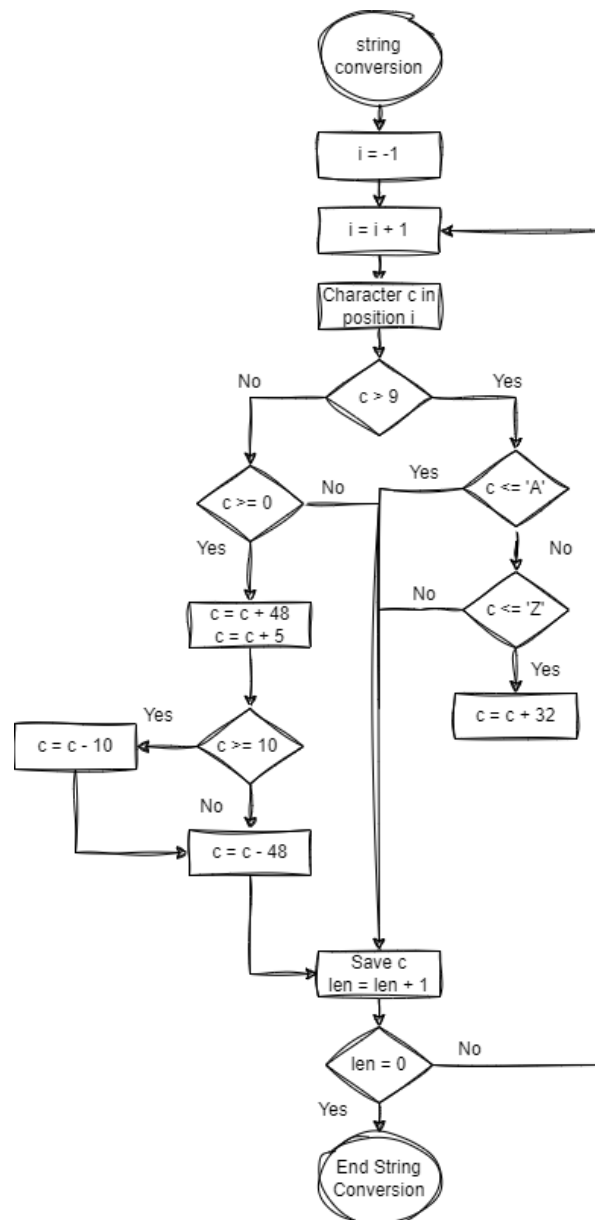 string
conversion
i = -1
i = i + 1
Character c in
position i
No
Yes
c > 9
Yes
c >= 0
No
c <= 'A'
Yes
No
c = c + 48
c = c + 5
No
c <= 'Z'
Yes
Yes
c = c + 32
c = c - 10
c >= 10
No
c = c - 48
Save c
len = len + 1
len = 0
No
Yes
End String
Conversion